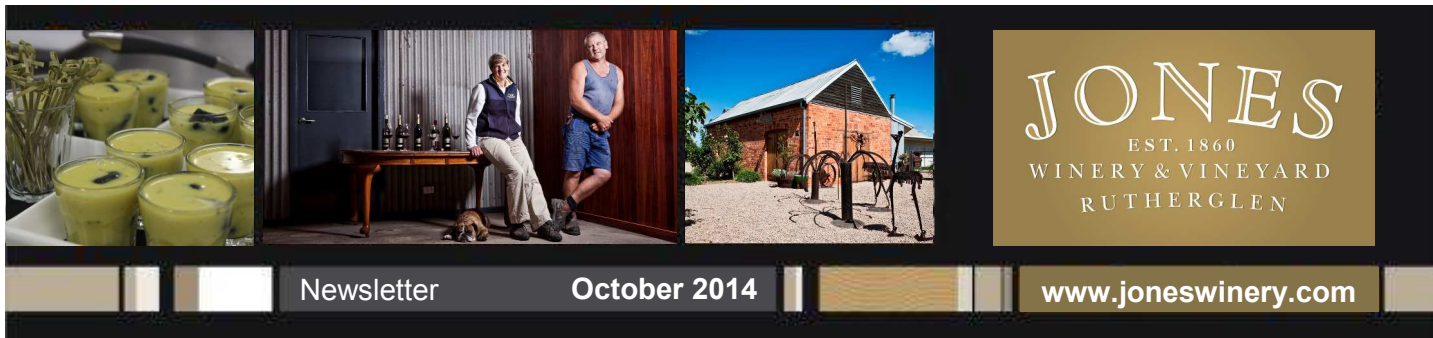 JONES
EST. 1860
WINERY & VINEYARD
RUTHERGLEN
Newsletter
October 2014
www.joneswinery.com